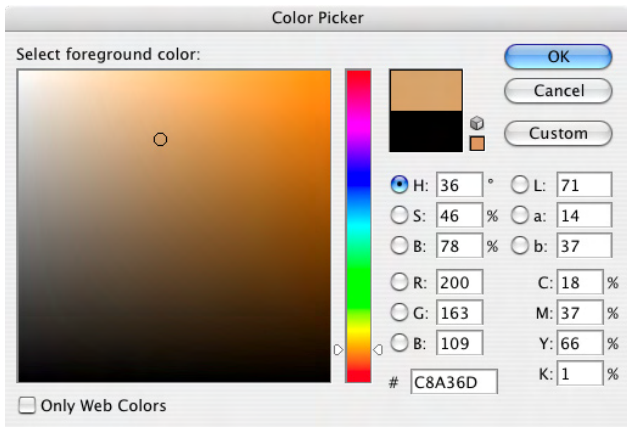 Color Picker
Select foreground color:
OK
Cancel
Custom
H: 36 °
L: 71
S: 46 %
a: 14
B: 78 %
b: 37
R: 200
C: 18 %
G: 163
M: 37 %
B: 109
Y: 66 %
# C8A36D
K: 1 %
Only Web Colors